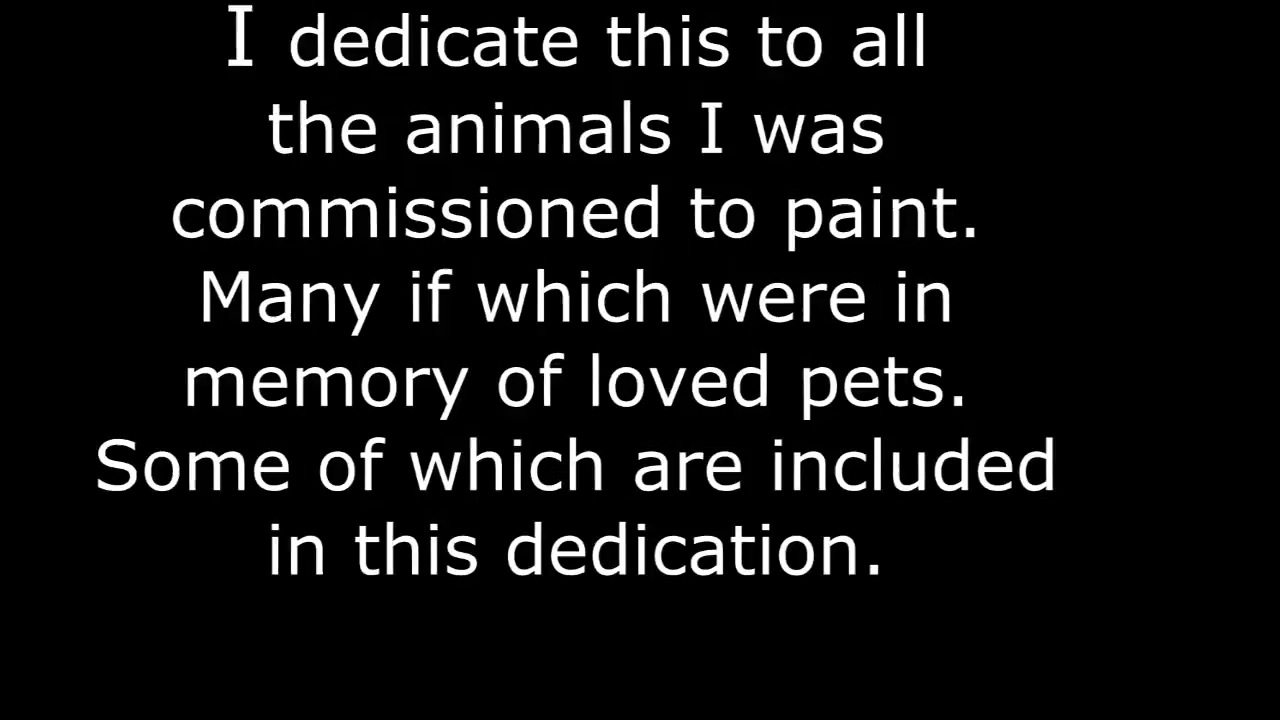 I dedicate this to all
the animals I was
commissioned to paint.
Many if which were in
memory of loved pets.
Some of which are included
in this dedication.